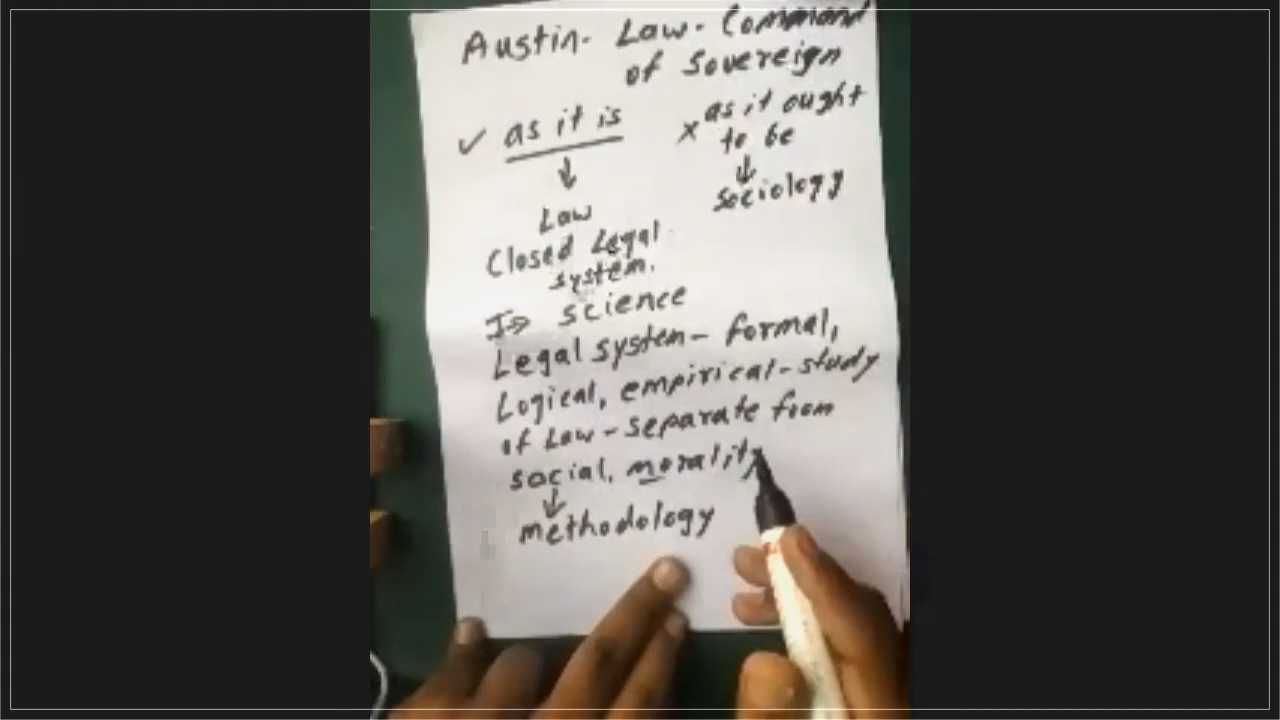 Austin- Law- Command
of Sovereign
✓ as it is
↓
Law
Closed Legal
system.
x as it ought
to be
↓
sociology
I⇒ science
Legal system- formal,
Logical, empirical-study
of Law-separate from
social, morality
↓
methodology